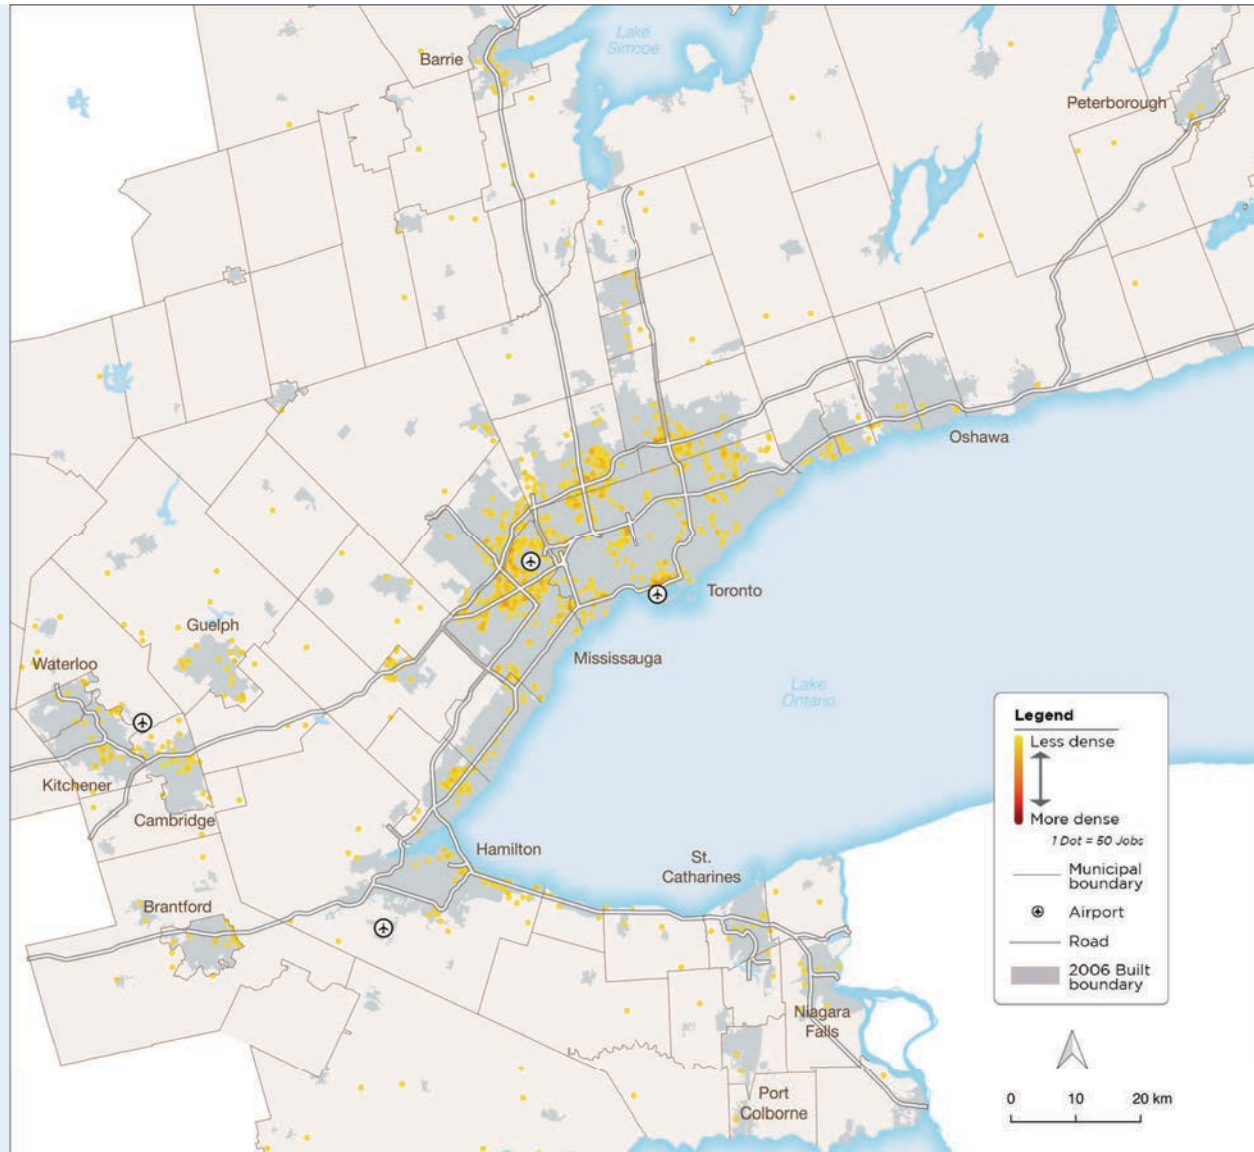 Lake
Simcoe
Barrie
Peterborough
Oshawa
Toronto
Guelph
Mississauga
Waterloo
Lake
Ontario
Kitchener
Cambridge
Hamilton
St.
Catharines
Brantford
Niagara
Falls
Port
Colborne
Legend
Less dense
More dense
1 Dot = 50 Jobs
Municipal
boundary
Airport
Road
2006 Built
boundary
0 10 20 km